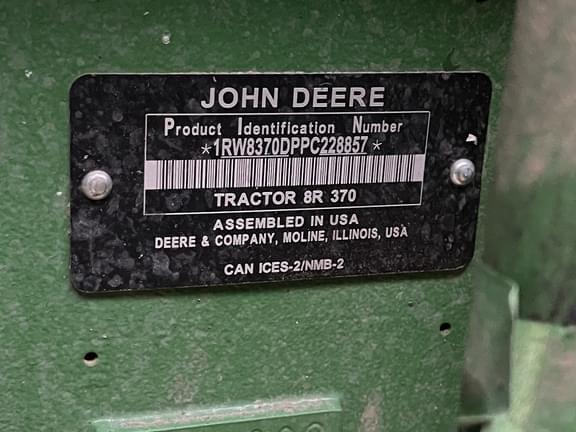 JOHN DEERE
Product Identification Number
*1RW8370DPPC228857*
TRACTOR 8R 370
ASSEMBLED IN USA
DEERE & COMPANY, MOLINE, ILLINOIS, USA
CAN ICES-2/NMB-2